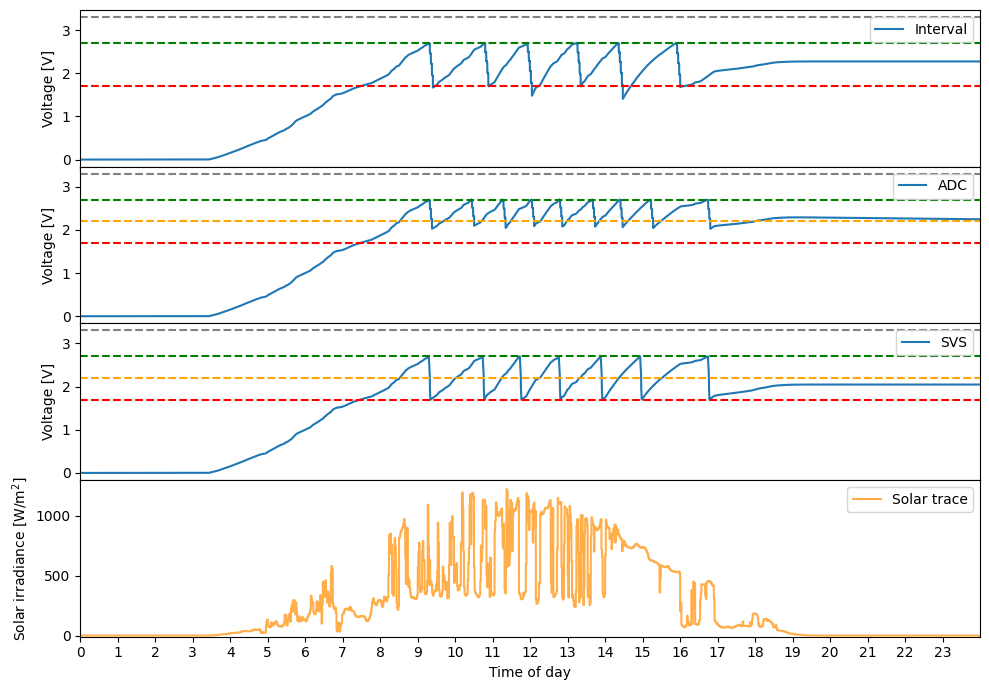 Voltage [V]
3
2
1
0
Interval
Voltage [V]
3
2
1
0
ADC
Voltage [V]
3
2
1
0
SVS
Solar irradiance [W/m²]
1000
500
0
Solar trace
0 1 2 3 4 5 6 7 8 9 10 11 12 13 14 15 16 17 18 19 20 21 22 23
Time of day